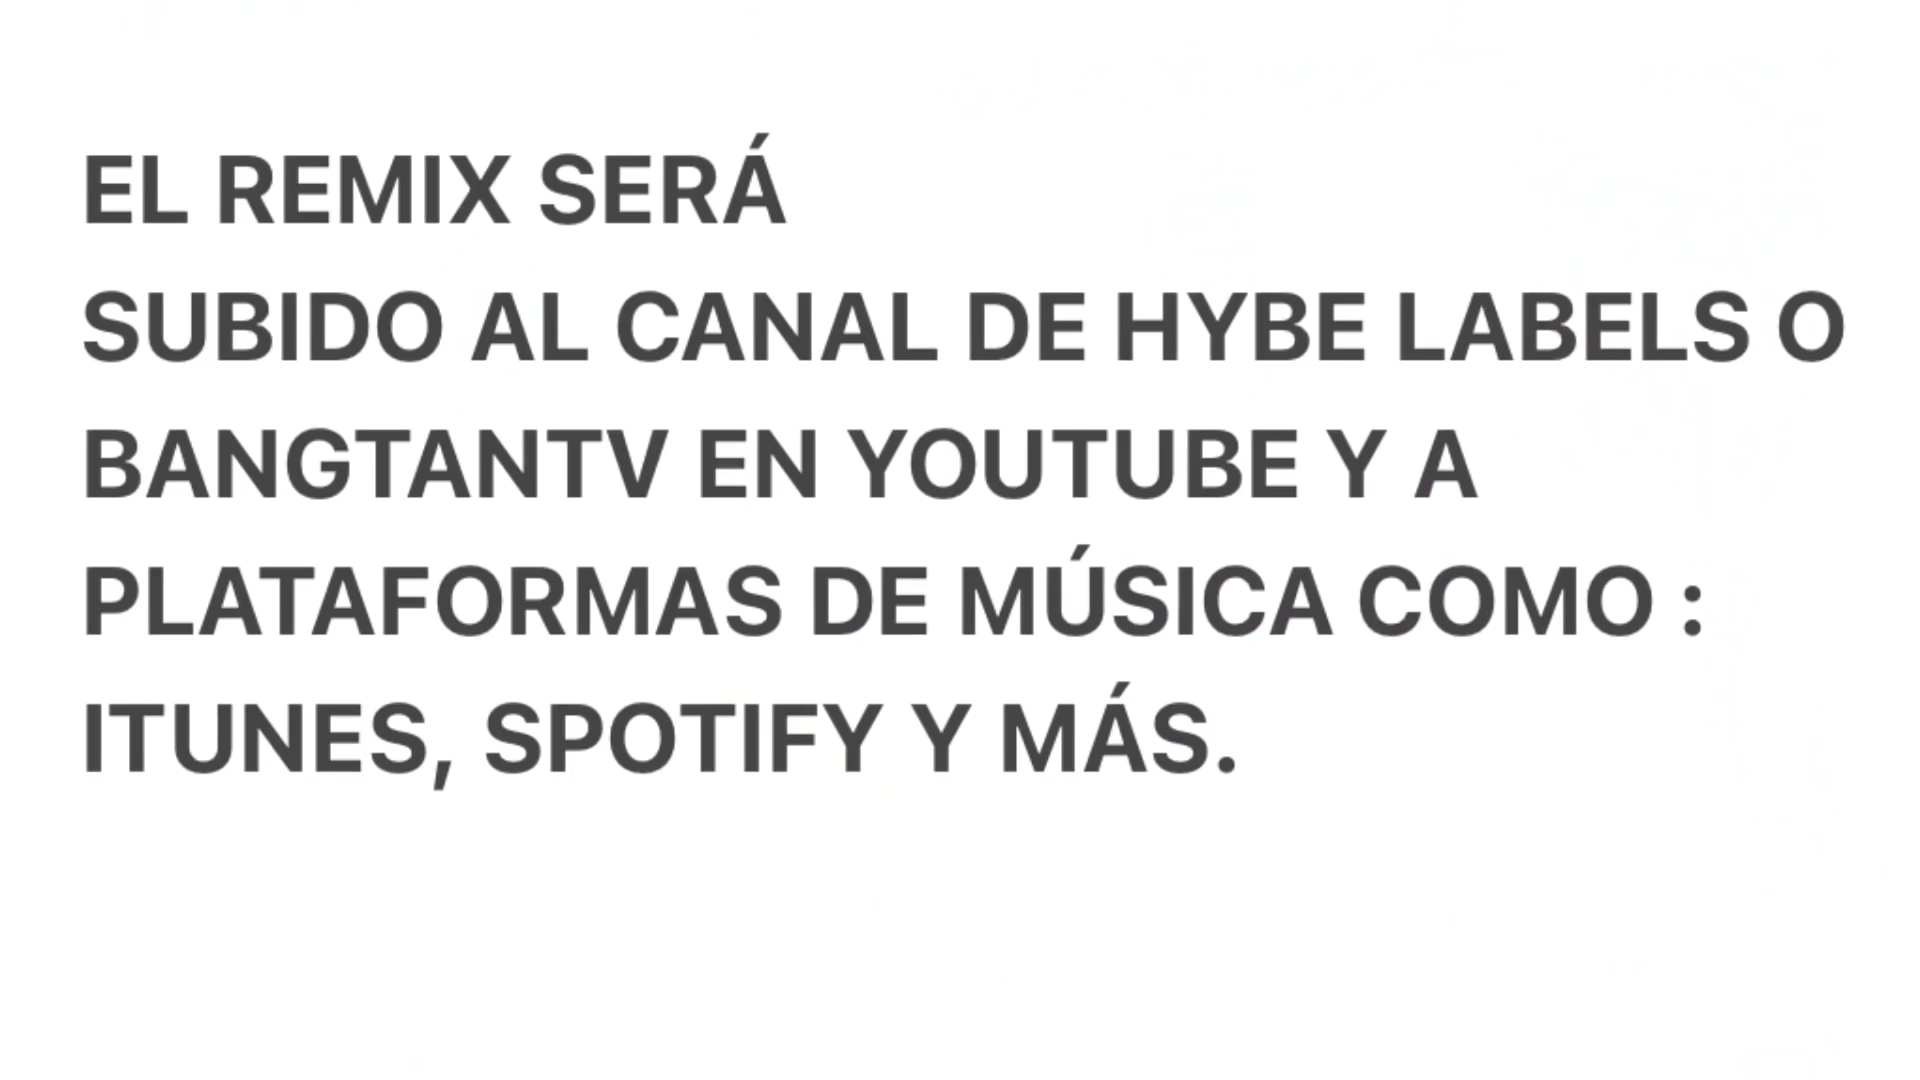 EL REMIX SERÁ
SUBIDO AL CANAL DE HYBE LABELS O
BANGTANTV EN YOUTUBE Y A
PLATAFORMAS DE MÚSICA COMO :
ITUNES, SPOTIFY Y MÁS.